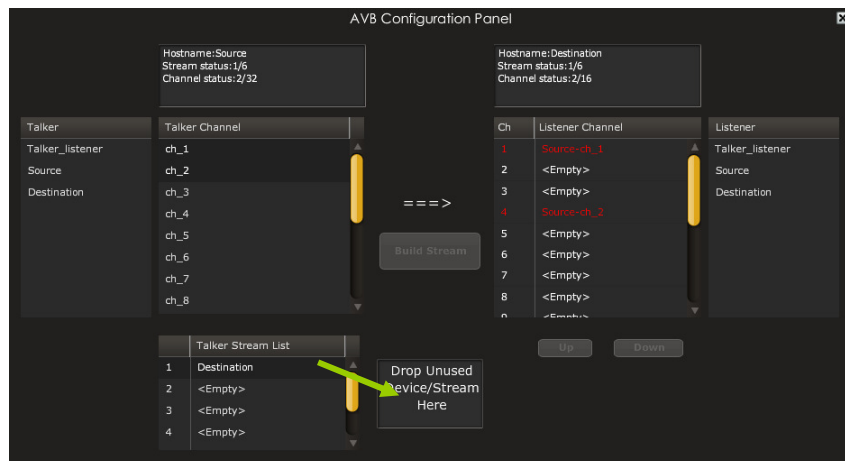 AVB Configuration Panel
Hostname:Source
Stream status:1/6
Channel status:2/32
Hostname:Destination
Stream status:1/6
Channel status:2/16
Talker
Talker_listener
Source
Destination
Talker Channel
ch_1
ch_2
ch_3
ch_4
ch_5
ch_6
ch_7
ch_8
===>
Build Stream
Ch Listener Channel
1 Source-ch_1
2 <Empty>
3 <Empty>
4 Source-ch_2
5 <Empty>
6 <Empty>
7 <Empty>
8 <Empty>
9 <Empty>
Listener
Talker_listener
Source
Destination
Up Down
Talker Stream List
1 Destination
2 <Empty>
3 <Empty>
4 <Empty>
Drop Unused
Device/Stream
Here